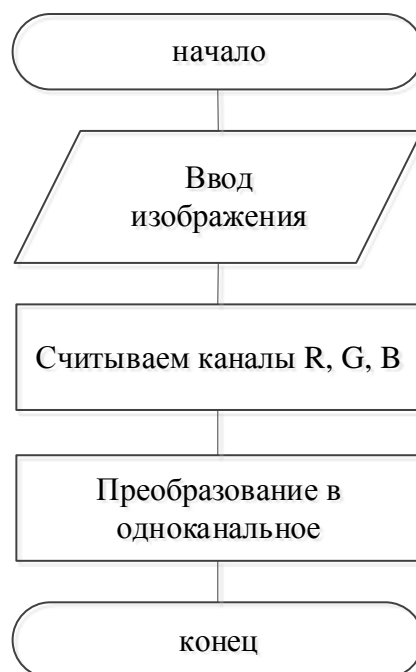 начало
Ввод
изображения
Считываем каналы R, G, B
Преобразование в
одноканальное
конец